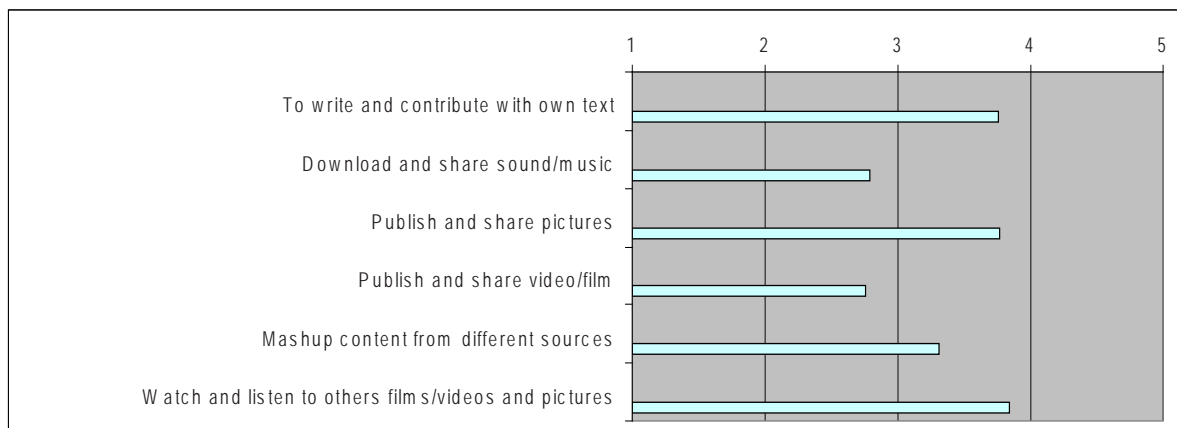 1 2 3 4 5
To write and contribute with own text
Download and share sound/music
Publish and share pictures
Publish and share video/film
Mashup content from different sources
Watch and listen to others films/videos and pictures